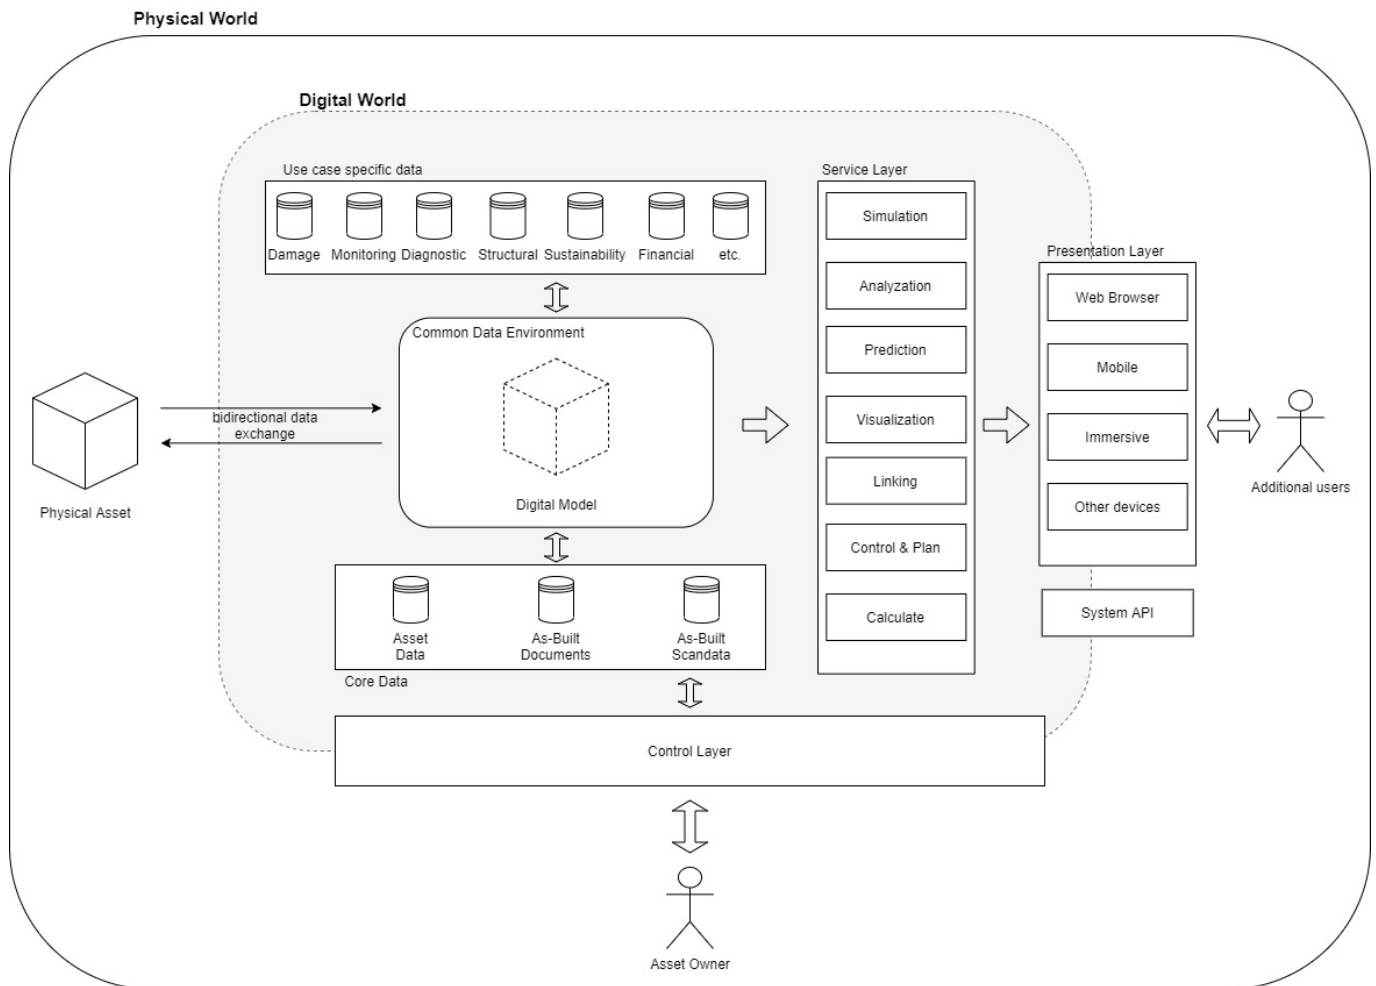 Physical World
Digital World
Use case specific data
Damage
Monitoring
Diagnostic
Structural
Sustainability
Financial
etc.
Common Data Environment
Digital Model
bidirectional data
exchange
Physical Asset
Asset
Data
As-Built
Documents
As-Built
Scandata
Core Data
Service Layer
Simulation
Analyzation
Prediction
Visualization
Linking
Control & Plan
Calculate
Presentation Layer
Web Browser
Mobile
Immersive
Other devices
System API
Additional users
Control Layer
Asset Owner